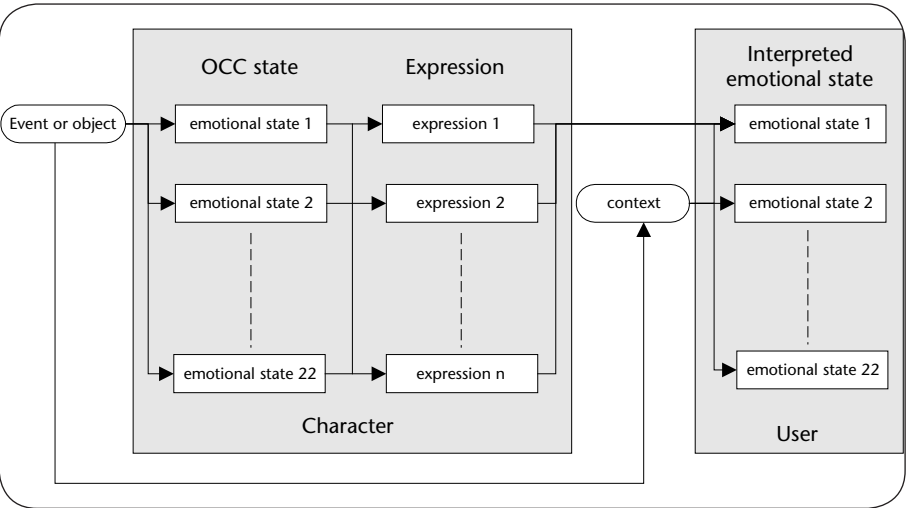 OCC state
Expression
Interpreted
emotional state
Event or object
emotional state 1
expression 1
emotional state 1
emotional state 2
expression 2
context
emotional state 2
emotional state 22
expression n
emotional state 22
Character
User